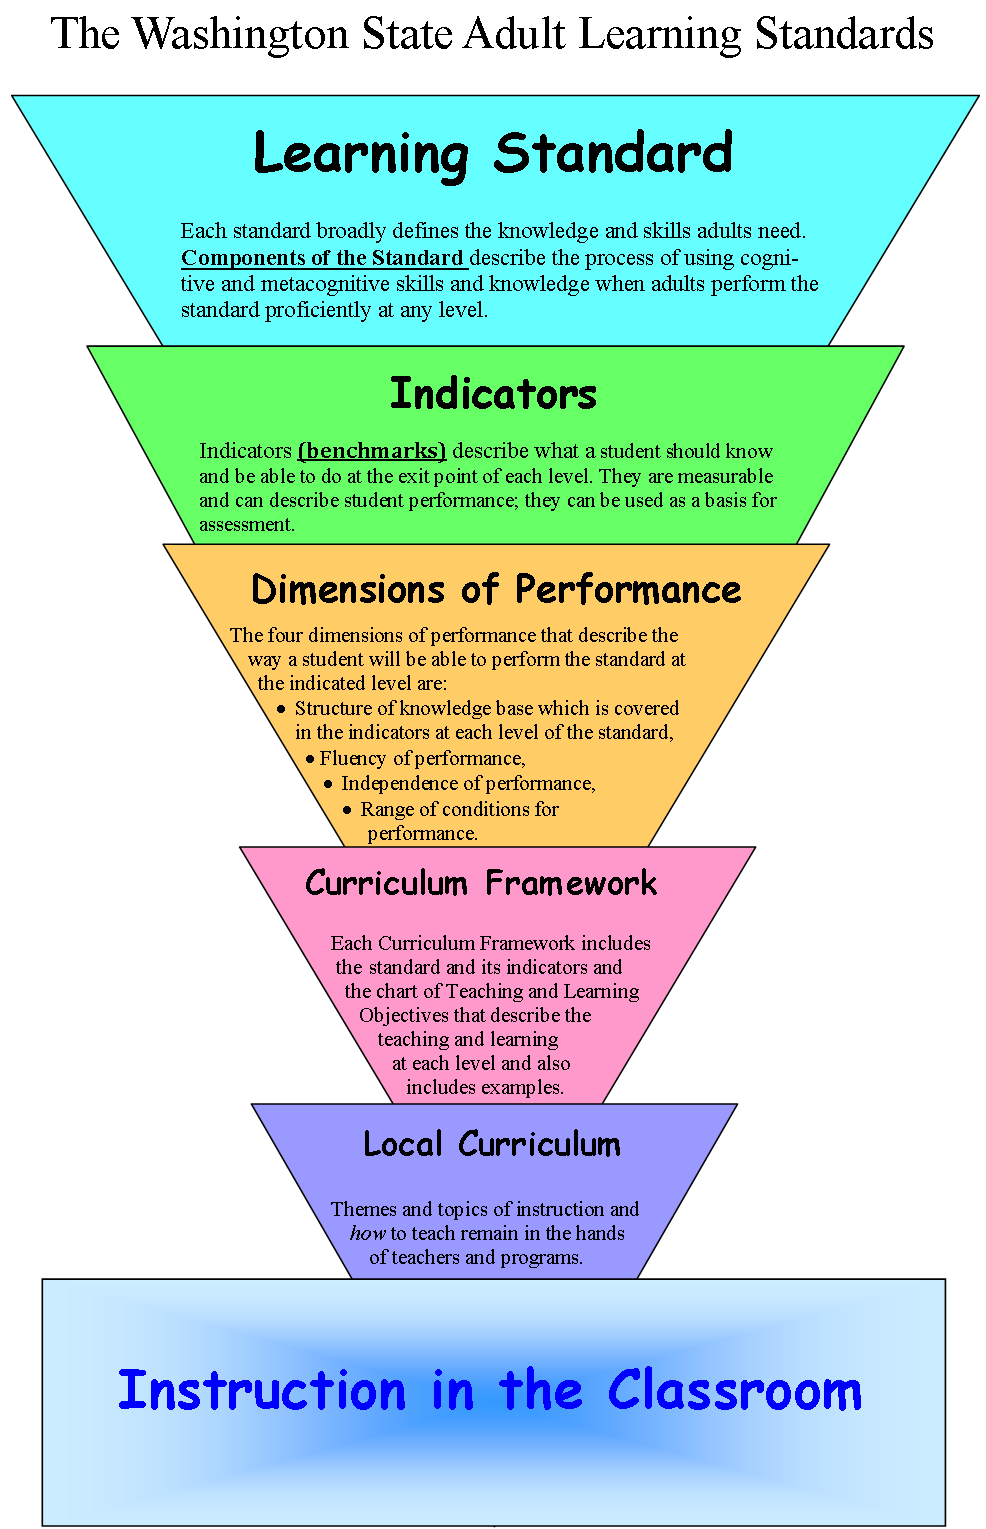 The Washington State Adult Learning Standards
Learning Standard
Each standard broadly defines the knowledge and skills adults need.
Components of the Standard describe the process of using cogni-
tive and metacognitive skills and knowledge when adults perform the
standard proficiently at any level.
Indicators
Indicators (benchmarks) describe what a student should know
and be able to do at the exit point of each level. They are measurable
and can describe student performance; they can be used as a basis for
assessment.
Dimensions of Performance
The four dimensions of performance that describe the
way a student will be able to perform the standard at
the indicated level are:
• Structure of knowledge base which is covered
in the indicators at each level of the standard,
• Fluency of performance,
• Independence of performance,
• Range of conditions for
performance.
Curriculum Framework
Each Curriculum Framework includes
the standard and its indicators and
the chart of Teaching and Learning
Objectives that describe the
teaching and learning
at each level and also
includes examples.
Local Curriculum
Themes and topics of instruction and
how to teach remain in the hands
of teachers and programs.
Instruction in the Classroom